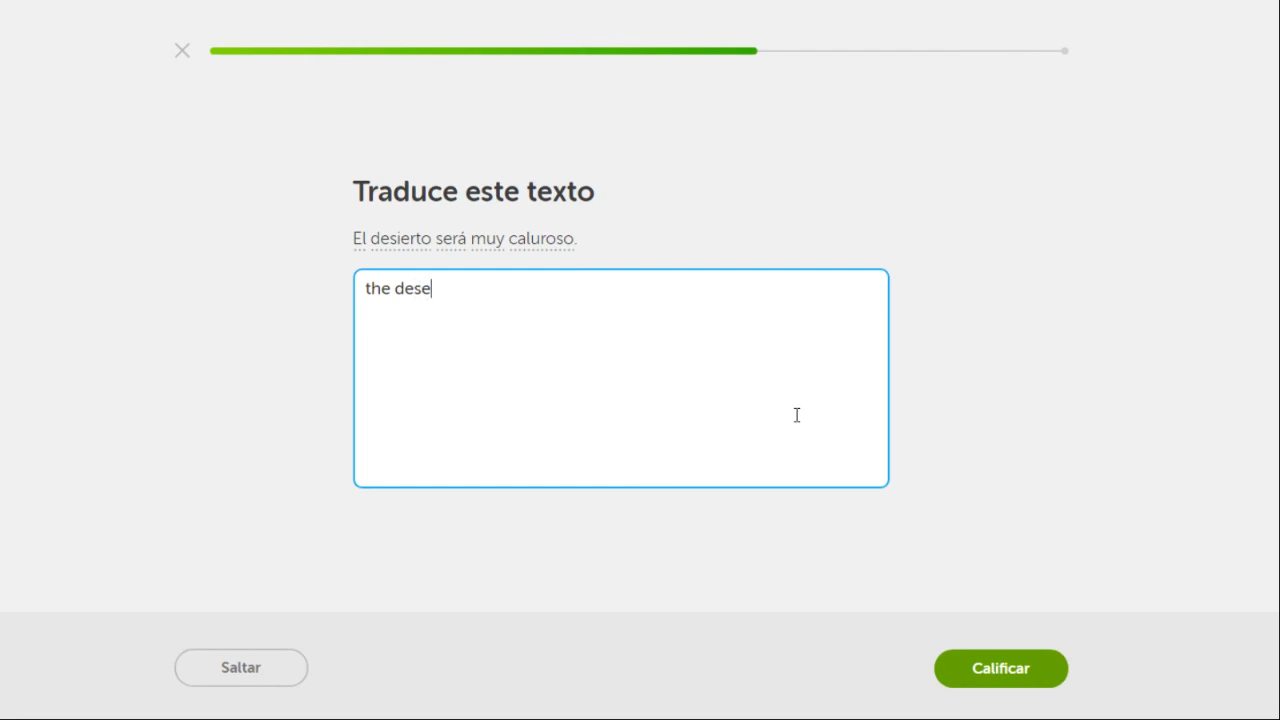 Traduce este texto
El desierto será muy caluroso.
the dese
Saltar
Calificar